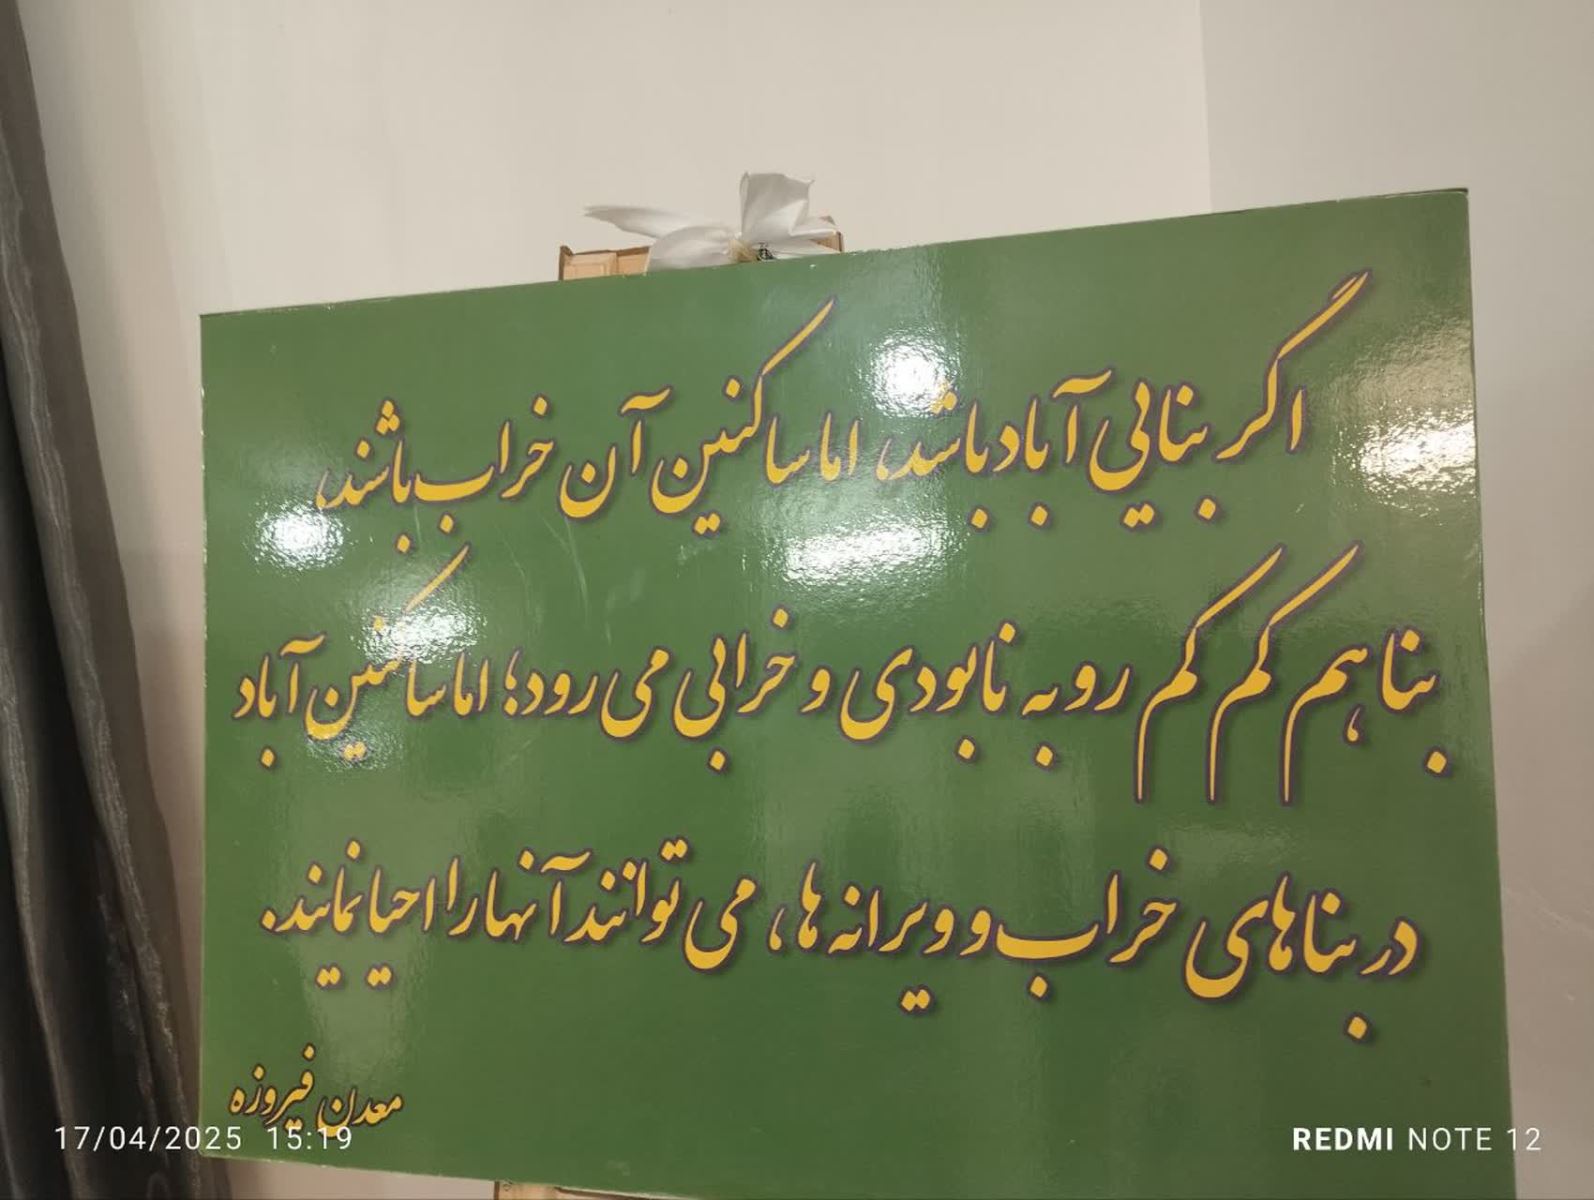 اگر بنایی آباد باشد، اما ساکنین آن خراب باشند،
بنا هم کم کم رو به نابودی و خرابی می رود؛ اما ساکنین آباد
در بناهای خراب و ویرانه ها، می توانند آنها را احیا نمایند.
معدن فیروزه
17/04/2025 15:19
REDMI NOTE 12